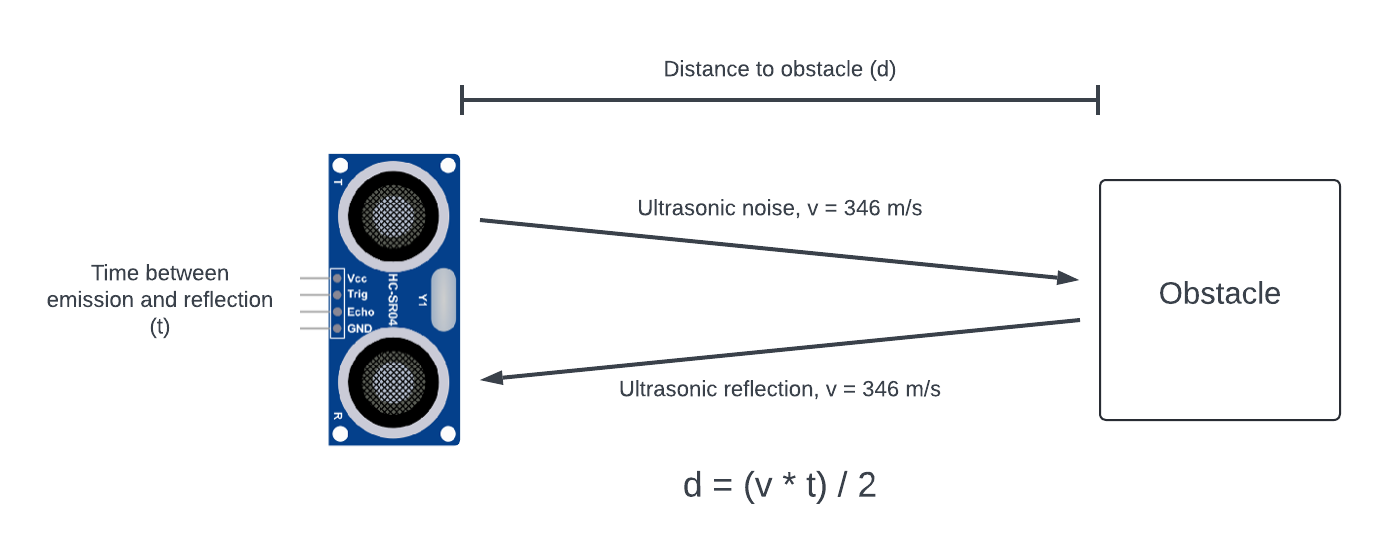 Distance to obstacle (d)
Ultrasonic noise, v = 346 m/s
Time between
emission and reflection
(t)
T
Vcc
Trig
Echo
GND
HC-SR04
Y1
R
Obstacle
Ultrasonic reflection, v = 346 m/s
d = (v * t) / 2